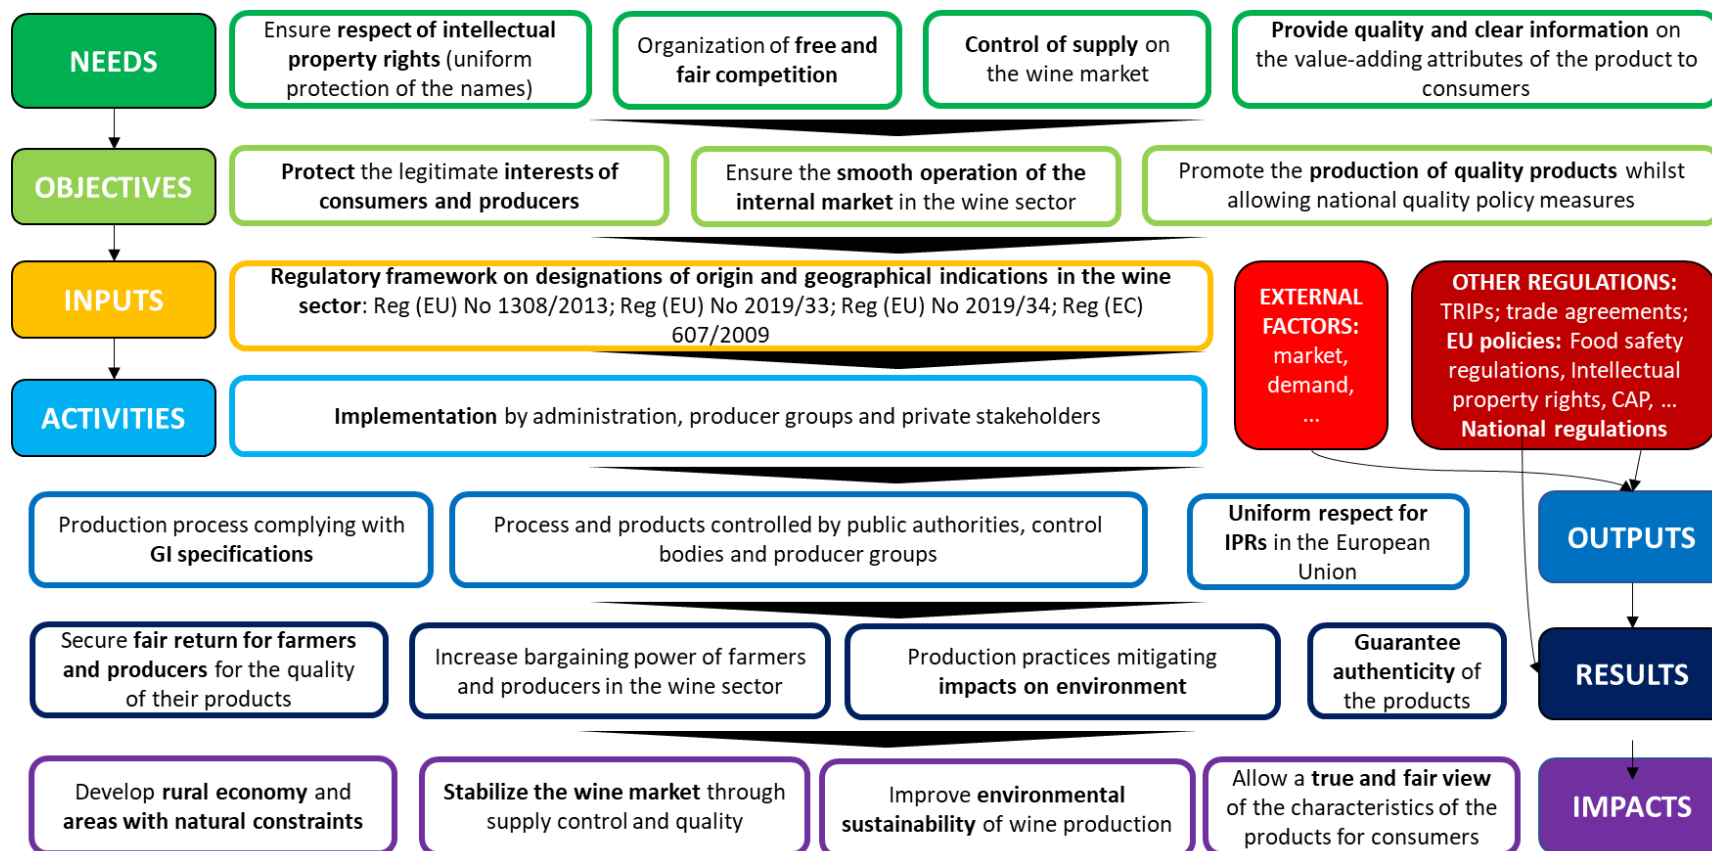 NEEDS
Ensure respect of intellectual
property rights (uniform
protection of the names)
Organization of free and
fair competition
Control of supply on
the wine market
Provide quality and clear information on
the value-adding attributes of the product to
consumers
OBJECTIVES
Protect the legitimate interests of
consumers and producers
Ensure the smooth operation of the
internal market in the wine sector
Promote the production of quality products whilst
allowing national quality policy measures
INPUTS
Regulatory framework on designations of origin and geographical indications in the wine
sector: Reg (EU) No 1308/2013; Reg (EU) No 2019/33; Reg (EU) No 2019/34; Reg (EC)
607/2009
EXTERNAL
FACTORS:
market,
demand,
...
OTHER REGULATIONS:
TRIPs; trade agreements;
EU policies: Food safety
regulations, Intellectual
property rights, CAP, ...
National regulations
ACTIVITIES
Implementation by administration, producer groups and private stakeholders
Production process complying with
GI specifications
Process and products controlled by public authorities, control
bodies and producer groups
Uniform respect for
IPRs in the European
Union
OUTPUTS
Secure fair return for farmers
and producers for the quality
of their products
Increase bargaining power of farmers
and producers in the wine sector
Production practices mitigating
impacts on environment
Guarantee
authenticity of
the products
RESULTS
Develop rural economy and
areas with natural constraints
Stabilize the wine market through
supply control and quality
Improve environmental
sustainability of wine production
Allow a true and fair view
of the characteristics of the
products for consumers
IMPACTS